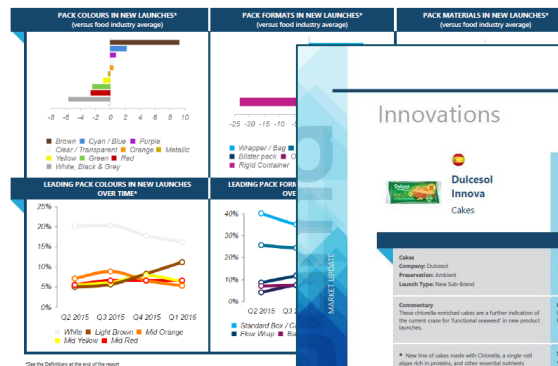 PACK COLOURS IN NEW LAUNCHES*
(versus food industry average)
-8 -6 -4 -2 0 2 4 6 8 10
Brown Cyan / Blue Purple
Clear / Transparent Orange Metallic
Yellow Green Red
White, Black & Grey
PACK FORMATS IN NEW LAUNCHES*
(versus food industry average)
-25 -20 -15 -10 -5
Wrapper / Bag
Blister pack
Rigid Container
PACK MATERIALS IN NEW LAUNCHES*
(versus food industry average)
LEADING PACK COLOURS IN NEW LAUNCHES
OVER TIME*
25%
20%
15%
10%
5%
0%
Q2 2015 Q3 2015 Q4 2015 Q1 2016
White Light Brown Mid Orange
Mid Yellow Mid Red
LEADING PACK
OVER
40%
30%
20%
10%
0%
Q2 2015 Q3
Standard Box /
Flow Wrap
*See the Definitions at the end of the report
MARKET UPDATE
Innovations
Dulcesol
Innova
Cakes
Cakes
Company: Dulcesol
Preservation: Ambient
Launch Type: New Sub-Brand
Commentary
These chlorella-enriched cakes are a further indication of
the current craze for 'functional seaweed' in new product
launches.
New line of cakes made with Chlorella, a single-cell
algae rich in proteins, and other essential nutrients